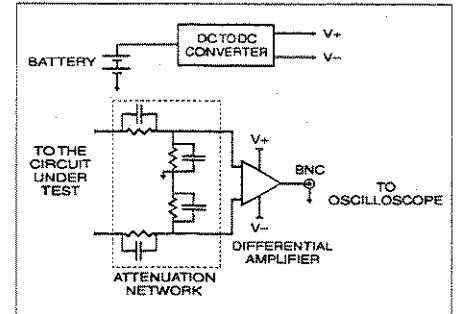 DC TO DC
CONVERTER
V+
V−
BATTERY
TO THE
CIRCUIT
UNDER
TEST
V+
BNC
TO
OSCILLOSCOPE
V−
DIFFERENTIAL
AMPLIFIER
ATTENUATION
NETWORK